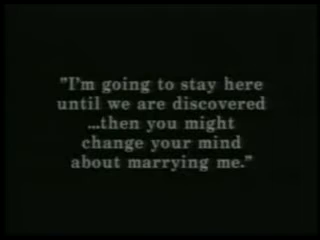 "I'm going to stay here
until we are discovered
...then you might
change your mind
about marrying me."